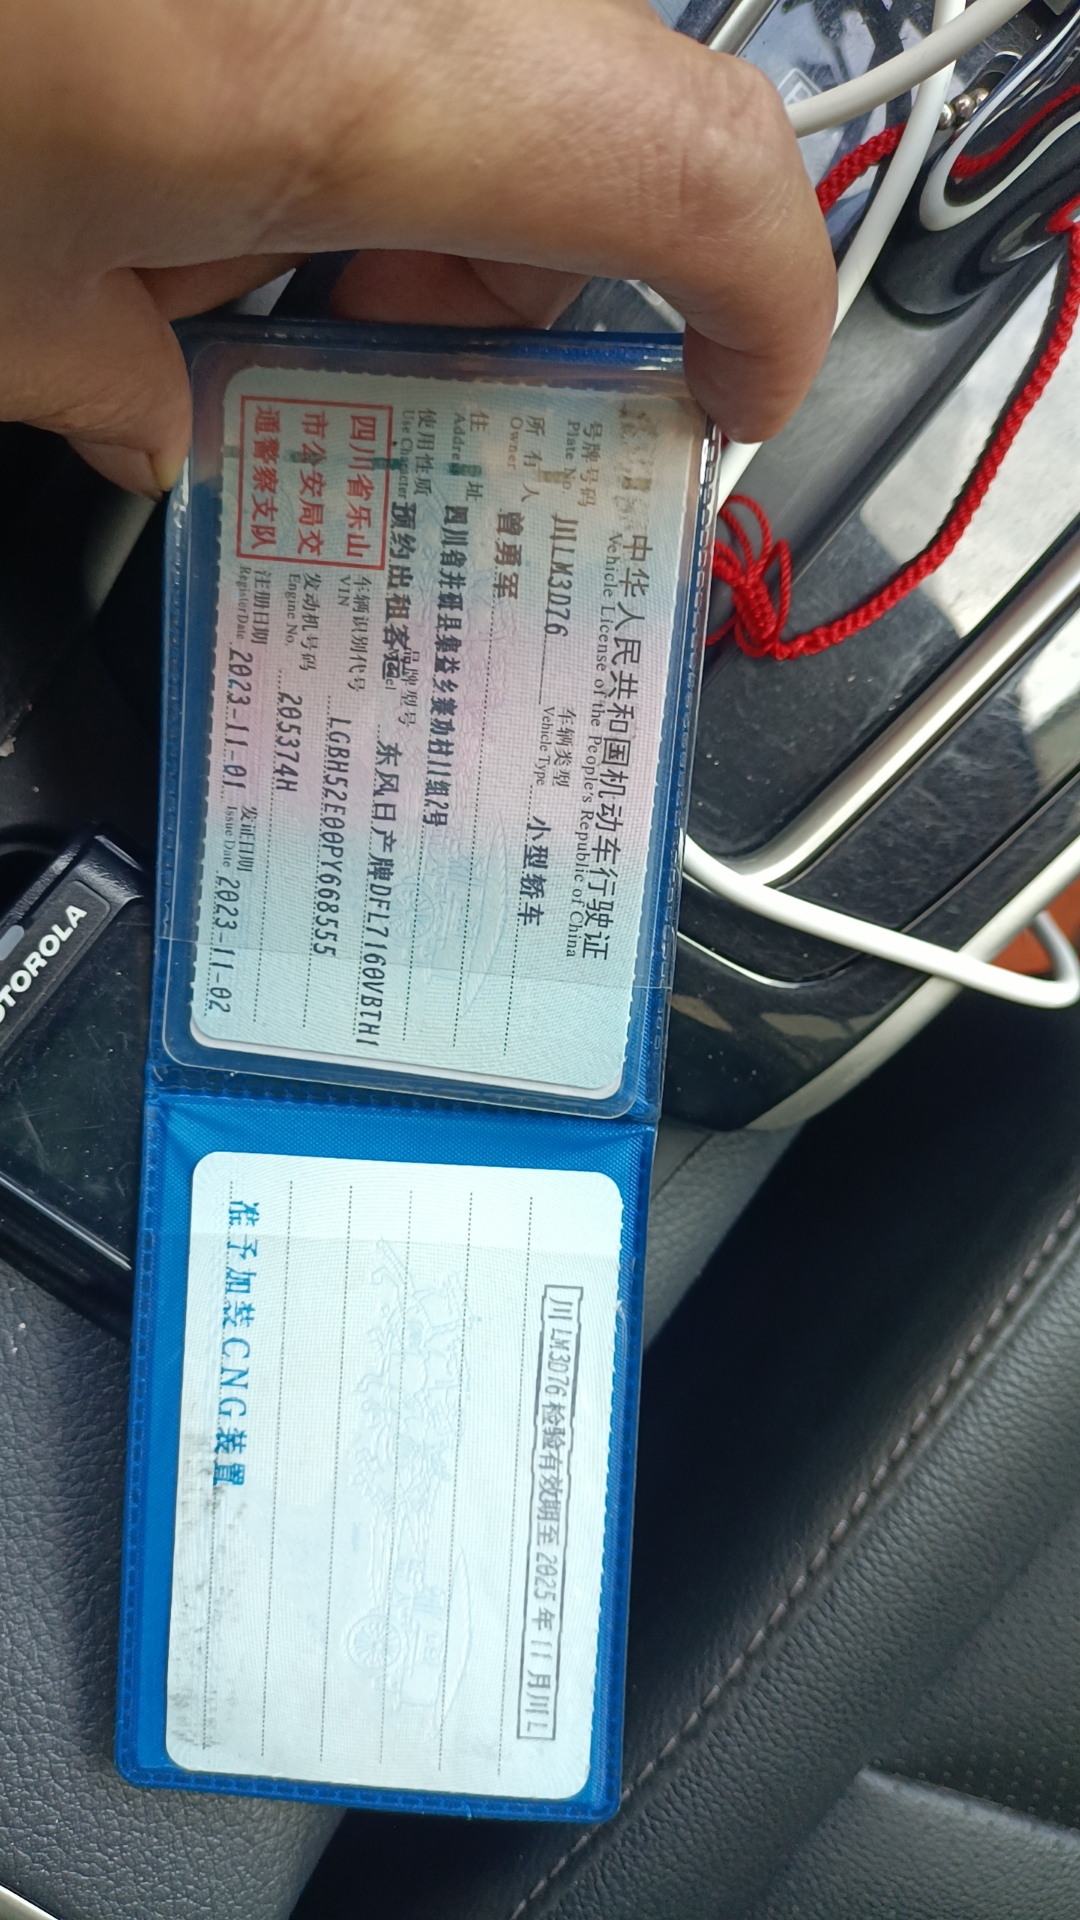 中华人民共和国机动车行驶证
Vehicle License of the People's Republic of China
号牌号码 川LM3D76 车辆类型 小型轿车
Plate No. Vehicle Type
所有人 曾勇军
Owner
住址 四川省井研县集益乡燎功村11组2号
Address
使用性质 预约出租客运 品牌型号 东风日产牌DFL7160VBTH1
Use Character
四川省乐山
市公安局交
通警察支队
车辆识别代号 LGBH52E00PY668555
VIN
发动机号码 205374H
Engine No.
注册日期 2023-11-01 发证日期 2023-11-02
Register Date Issue Date
川LM3D76检验有效期至2025年11月川L
准予加装CNG装置
MOTOROLA